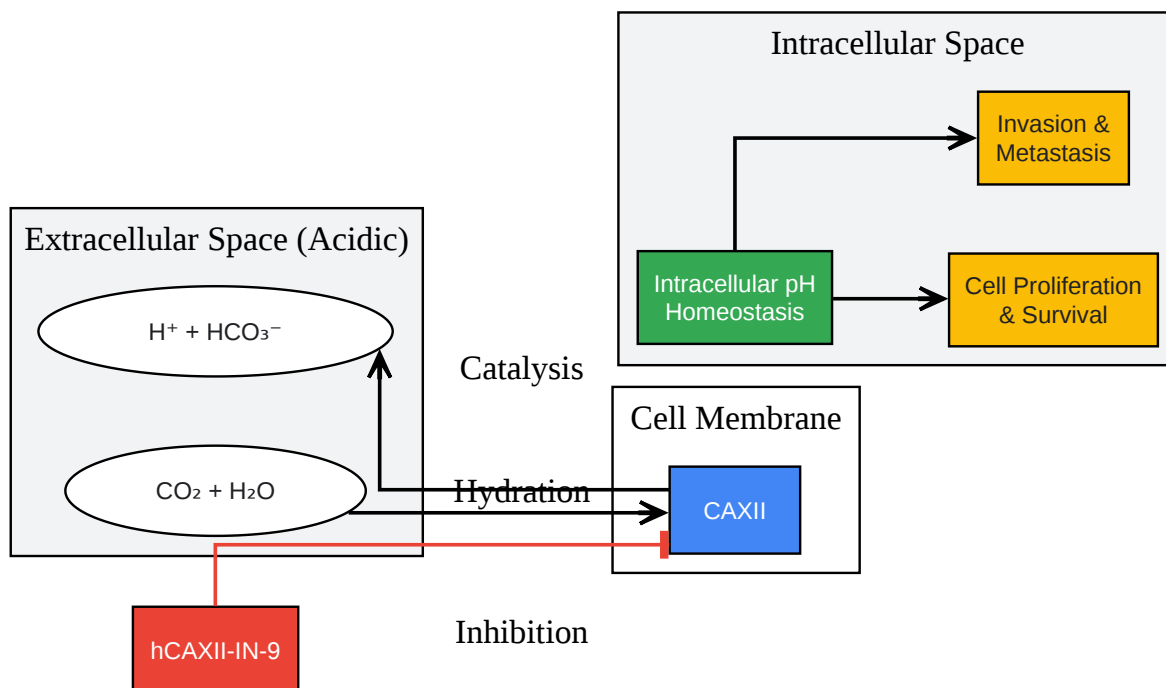 Intracellular Space
Invasion &
Metastasis
Extracellular Space (Acidic)
Intracellular pH
Homeostasis
Cell Proliferation
& Survival
H⁺ + HCO₃⁻
Catalysis
Cell Membrane
CO₂ + H₂O
Hydration
CAXII
Inhibition
hCAXII-IN-9